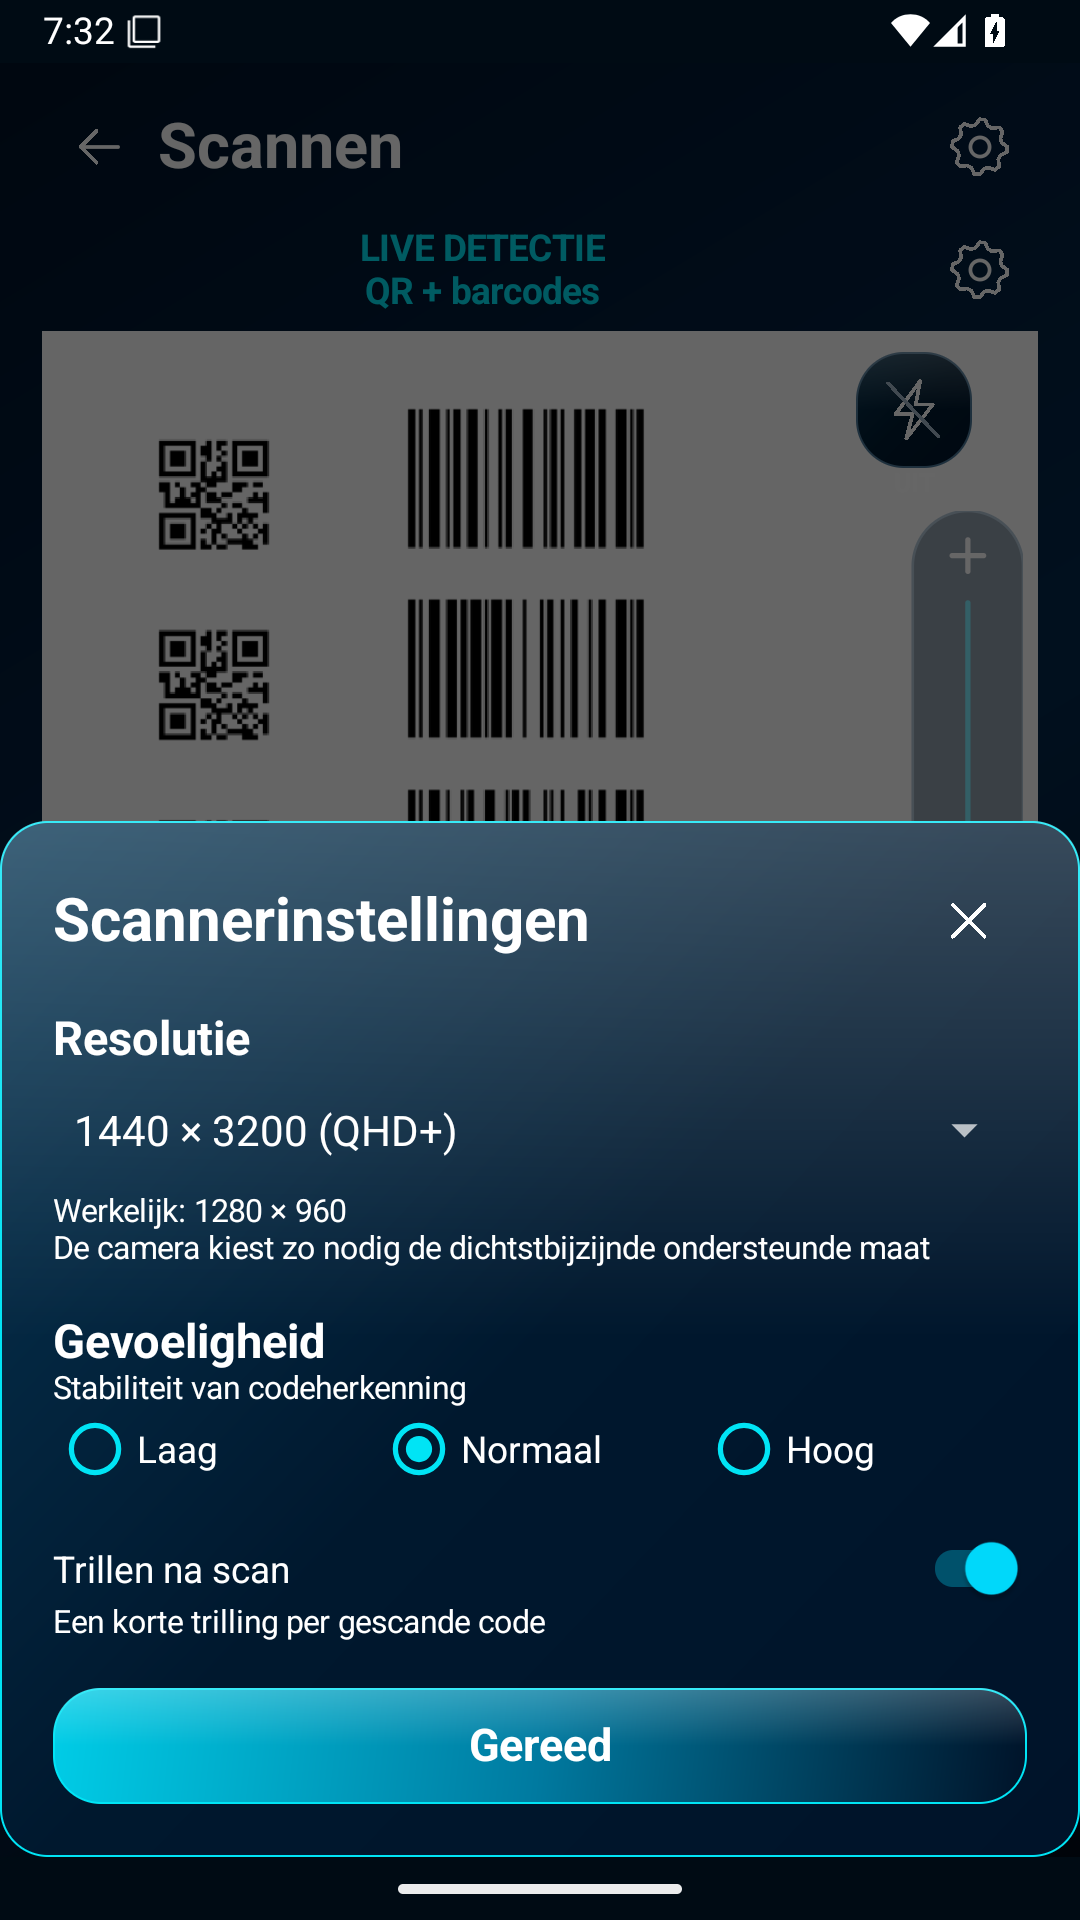 7:32
Scannen
LIVE DETECTIE
QR + barcodes
Scannerinstellingen
Resolutie
1440 × 3200 (QHD+)
Werkelijk: 1280 × 960
De camera kiest zo nodig de dichtstbijzijnde ondersteunde maat
Gevoeligheid
Stabiliteit van codeherkenning
Laag
Normaal
Hoog
Trillen na scan
Een korte trilling per gescande code
Gereed